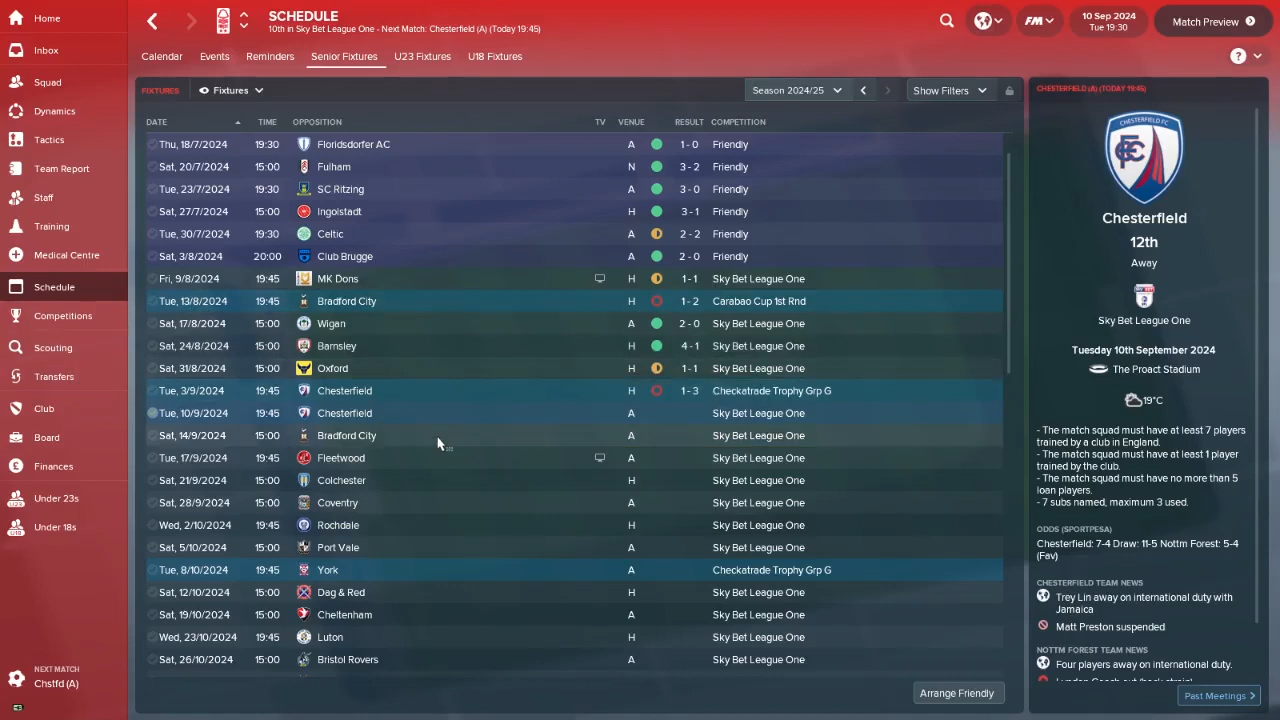 Home
Inbox
Squad
Dynamics
Tactics
Team Report
Staff
Training
Medical Centre
Schedule
Competitions
Scouting
Transfers
Club
Board
Finances
Under 23s
Under 18s
NEXT MATCH
Chstfd (A)
SCHEDULE
10th in Sky Bet League One - Next Match: Chesterfield (A) (Today 19:45)
FM
10 Sep 2024
Tue 19:30
Match Preview
Calendar Events Reminders Senior Fixtures U23 Fixtures U18 Fixtures
?
FIXTURES Fixtures Season 2024/25 Show Filters
DATE TIME OPPOSITION TV VENUE RESULT COMPETITION
Thu, 18/7/2024 19:30 Floridsdorfer AC A 1 - 0 Friendly
Sat, 20/7/2024 15:00 Fulham N 3 - 2 Friendly
Tue, 23/7/2024 19:30 SC Ritzing A 3 - 0 Friendly
Sat, 27/7/2024 15:00 Ingolstadt H 3 - 1 Friendly
Tue, 30/7/2024 19:30 Celtic A 2 - 2 Friendly
Sat, 3/8/2024 20:00 Club Brugge A 2 - 0 Friendly
Fri, 9/8/2024 19:45 MK Dons H 1 - 1 Sky Bet League One
Tue, 13/8/2024 19:45 Bradford City H 1 - 2 Carabao Cup 1st Rnd
Sat, 17/8/2024 15:00 Wigan A 2 - 0 Sky Bet League One
Sat, 24/8/2024 15:00 Barnsley H 4 - 1 Sky Bet League One
Sat, 31/8/2024 15:00 Oxford H 1 - 1 Sky Bet League One
Tue, 3/9/2024 19:45 Chesterfield H 1 - 3 Checkatrade Trophy Grp G
Tue, 10/9/2024 19:45 Chesterfield A Sky Bet League One
Sat, 14/9/2024 15:00 Bradford City A Sky Bet League One
Tue, 17/9/2024 19:45 Fleetwood A Sky Bet League One
Sat, 21/9/2024 15:00 Colchester H Sky Bet League One
Sat, 28/9/2024 15:00 Coventry A Sky Bet League One
Wed, 2/10/2024 19:45 Rochdale H Sky Bet League One
Sat, 5/10/2024 15:00 Port Vale A Sky Bet League One
Tue, 8/10/2024 19:45 York A Checkatrade Trophy Grp G
Sat, 12/10/2024 15:00 Dag & Red H Sky Bet League One
Sat, 19/10/2024 15:00 Cheltenham A Sky Bet League One
Wed, 23/10/2024 19:45 Luton H Sky Bet League One
Sat, 26/10/2024 15:00 Bristol Rovers A Sky Bet League One
Arrange Friendly
CHESTERFIELD (A) (TODAY 19:45)
CHESTERFIELD FC
Chesterfield
12th
Away
Sky Bet League One
Tuesday 10th September 2024
The Proact Stadium
19°C
- The match squad must have at least 7 players
trained by a club in England.
- The match squad must have at least 1 player
trained by the club.
- The match squad must have no more than 5
loan players.
- 7 subs named, maximum 3 used.
ODDS (SPORTPESA)
Chesterfield: 7-4 Draw: 11-5 Nottm Forest: 5-4
(Fav)
CHESTERFIELD TEAM NEWS
Trey Lin away on international duty with
Jamaica
Matt Preston suspended
NOTTM FOREST TEAM NEWS
Four players away on international duty.
Past Meetings